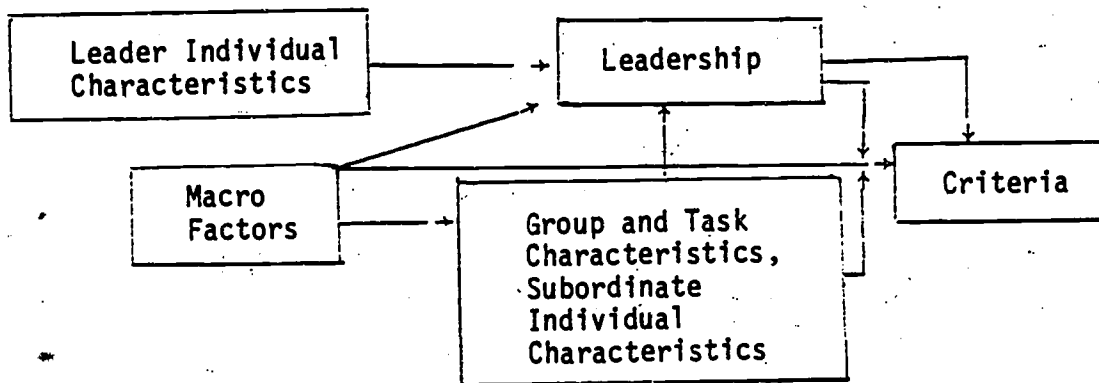 Leader Individual
Characteristics
Leadership
Macro
Factors
Criteria
Group and Task
Characteristics,
Subordinate
Individual
Characteristics